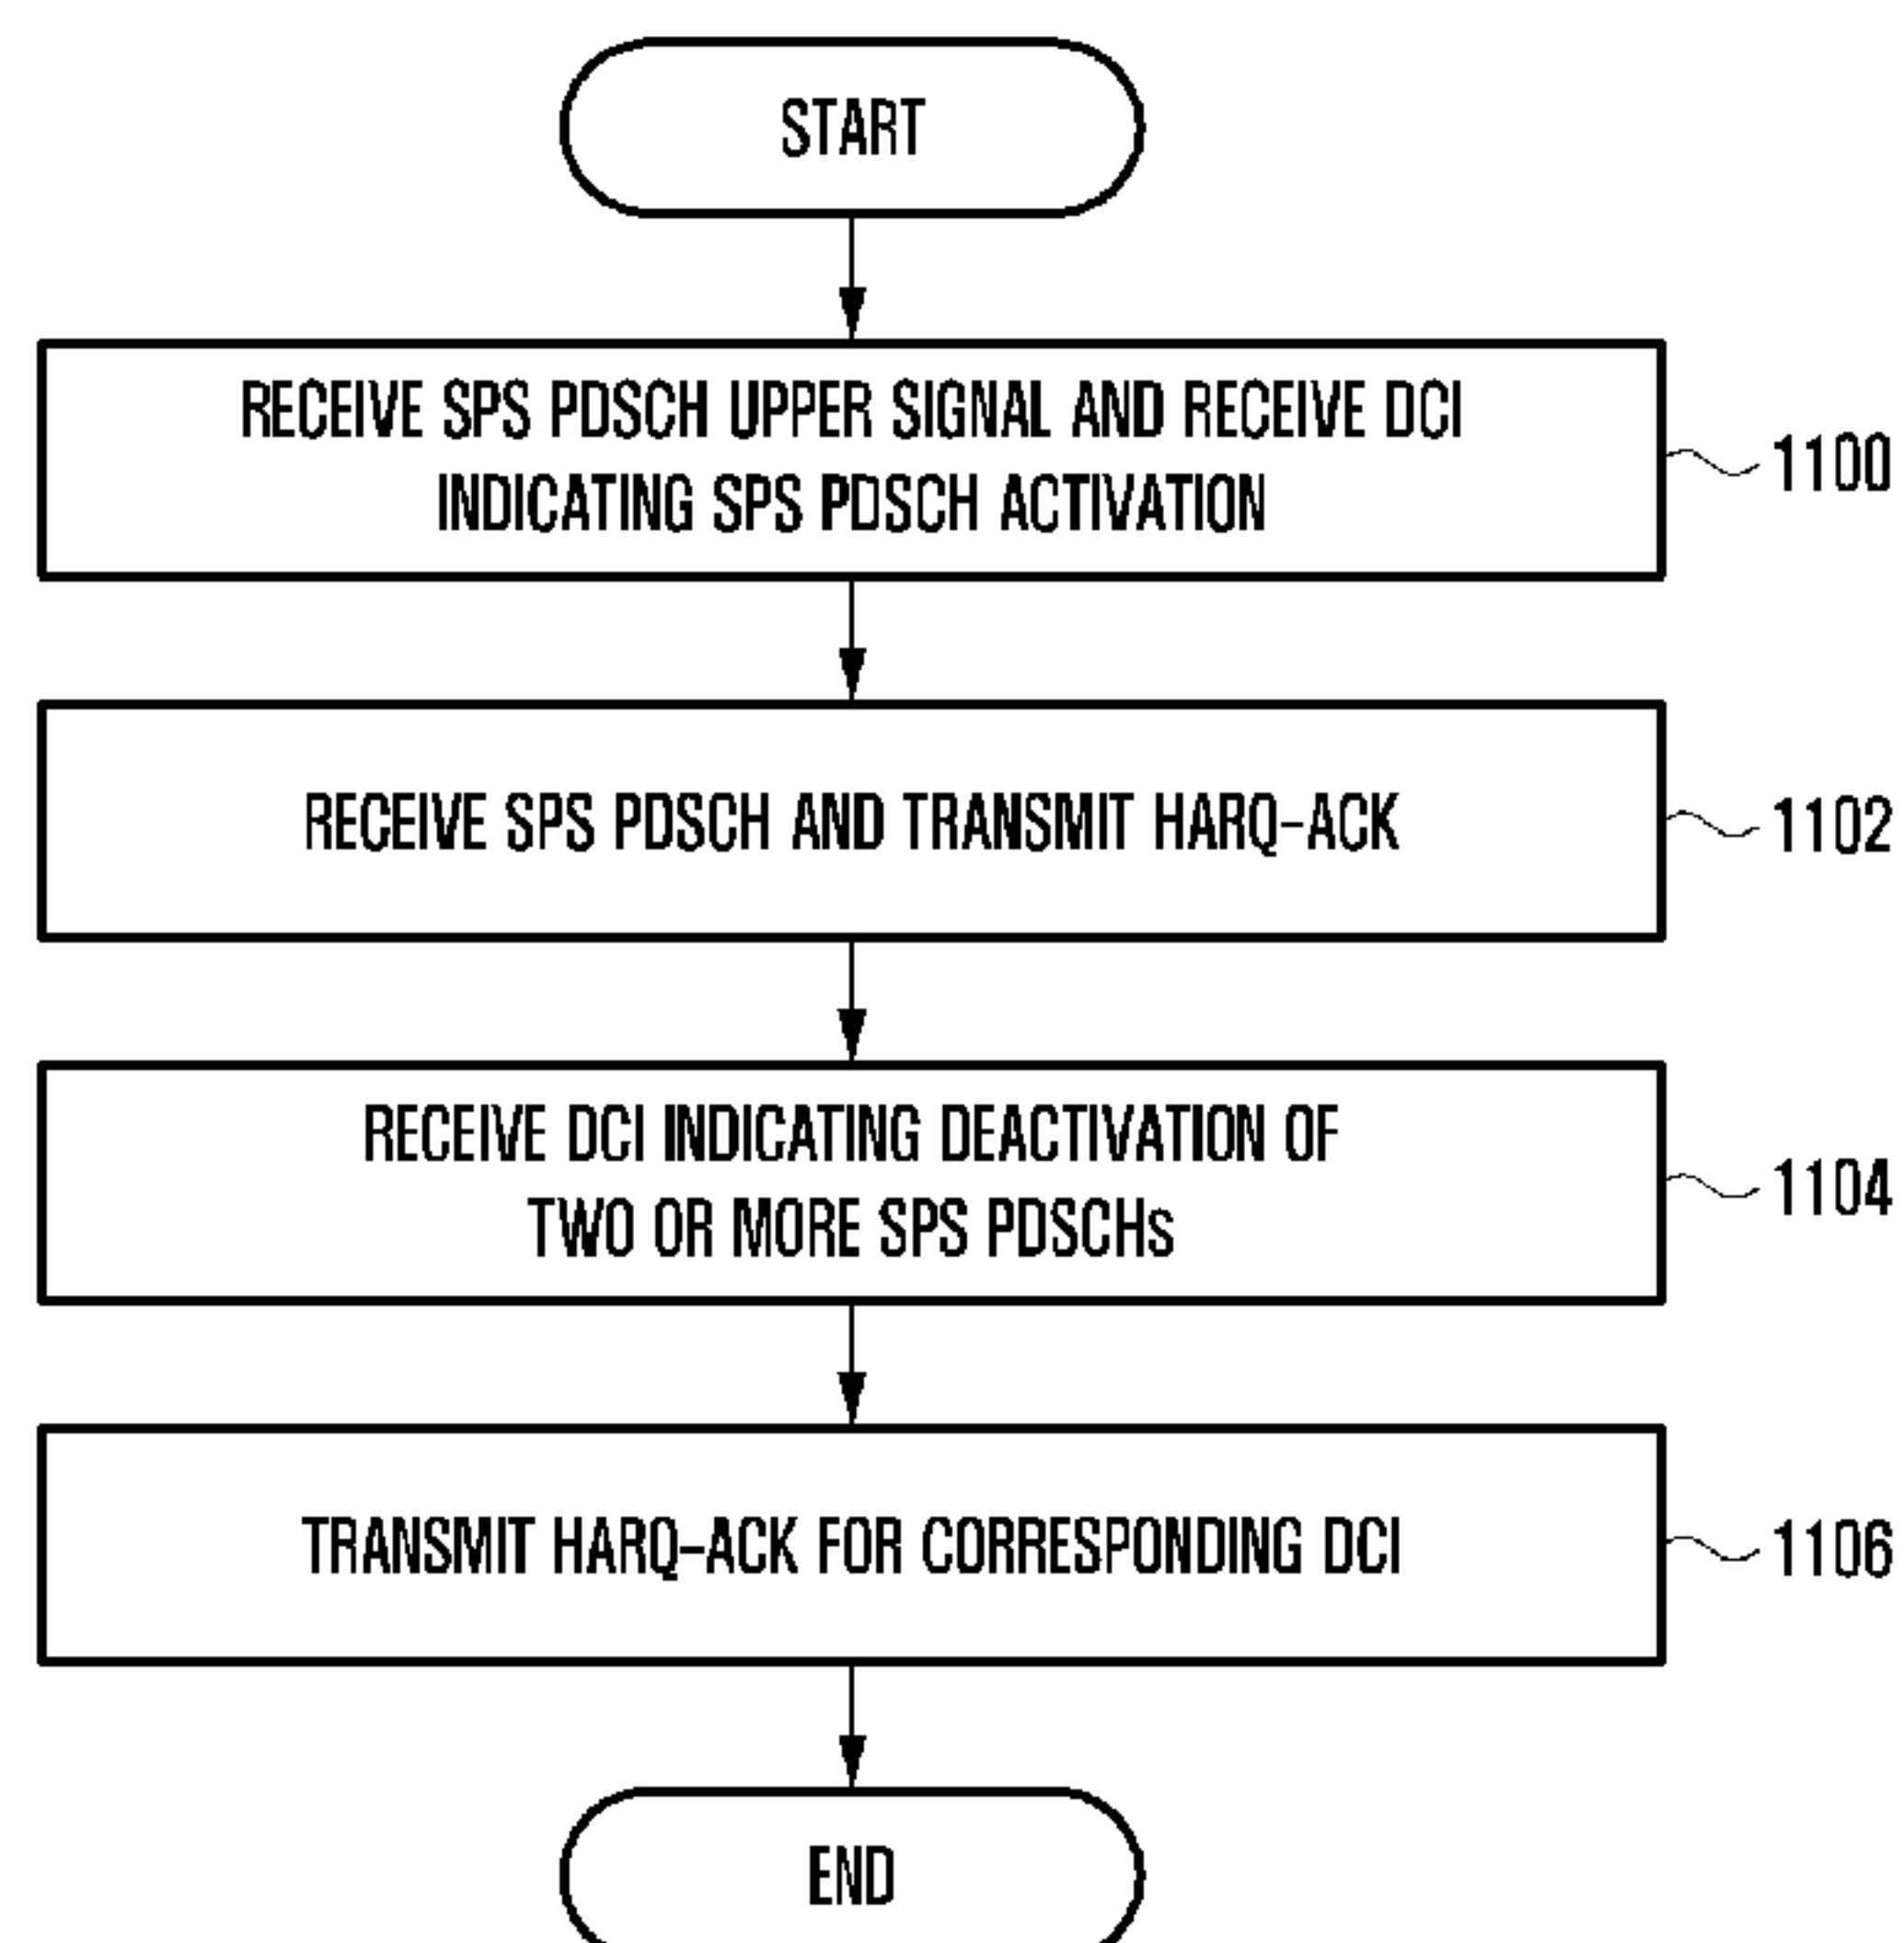 START
RECEIVE SPS PDSCH UPPER SIGNAL AND RECEIVE DCI
INDICATING SPS PDSCH ACTIVATION
1100
RECEIVE SPS PDSCH AND TRANSMIT HARQ-ACK
1102
RECEIVE DCI INDICATING DEACTIVATION OF
TWO OR MORE SPS PDSCHs
1104
TRANSMIT HARQ-ACK FOR CORRESPONDING DCI
1106
END